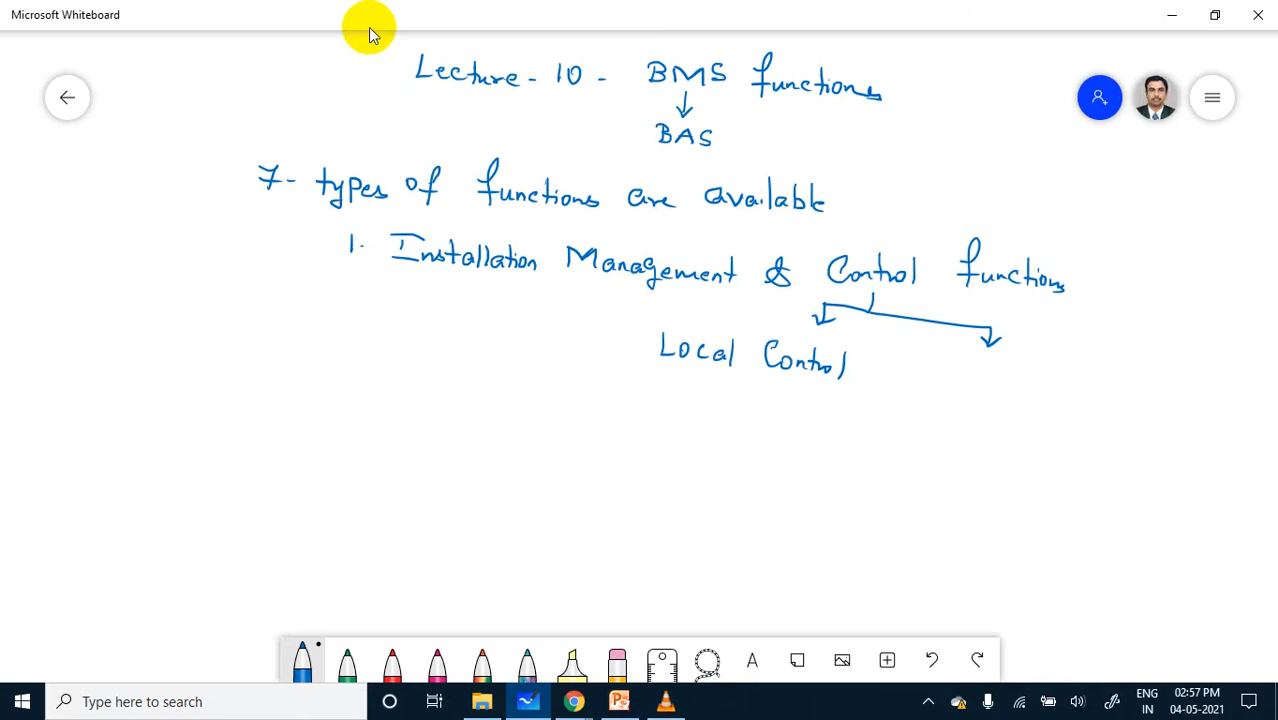 Microsoft Whiteboard
Lecture - 10 - BMS functions
BAS
7- types of functions are available
1. Installation Management & Control functions
Local Control
A
Type here to search
ENG
IN
02:57 PM
04-05-2021